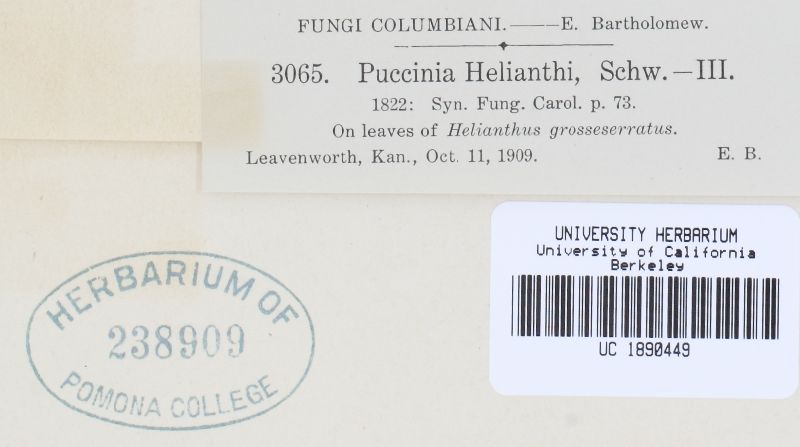 FUNGI COLUMBIANI.——E. Bartholomew.
3065. Puccinia Helianthi, Schw.—III.
1822: Syn. Fung. Carol. p. 73.
On leaves of Helianthus grosseserratus.
Leavenworth, Kan., Oct. 11, 1909. E. B.
UNIVERSITY HERBARIUM
University of California
Berkeley
UC 1890449
HERBARIUM OF
238909
POMONA COLLEGE